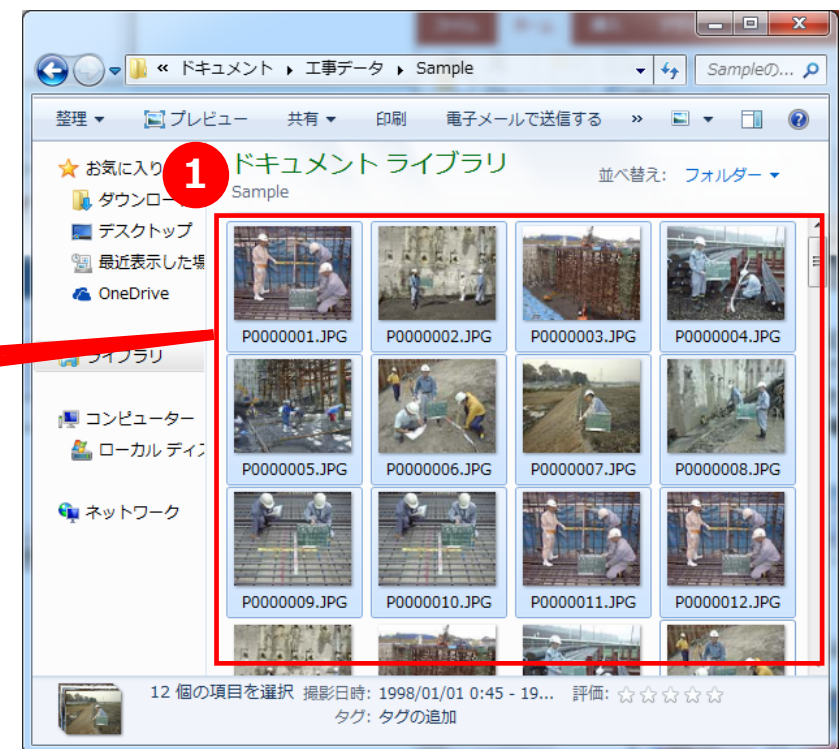 « ドキュメント ▸ 工事データ ▸ Sample
Sampleの...
整理 ▼ プレビュー 共有 ▼ 印刷 電子メールで送信する »
お気に入り
1
ドキュメント ライブラリ
Sample
並べ替え: フォルダー ▼
ダウンロー
デスクトップ
最近表示した場
OneDrive
ライブラリ
コンピューター
ローカル ディス
ネットワーク
P0000001.JPG P0000002.JPG P0000003.JPG P0000004.JPG
P0000005.JPG P0000006.JPG P0000007.JPG P0000008.JPG
P0000009.JPG P0000010.JPG P0000011.JPG P0000012.JPG
12 個の項目を選択 撮影日時: 1998/01/01 0:45 - 19... 評価: ☆☆☆☆☆
タグ: タグの追加